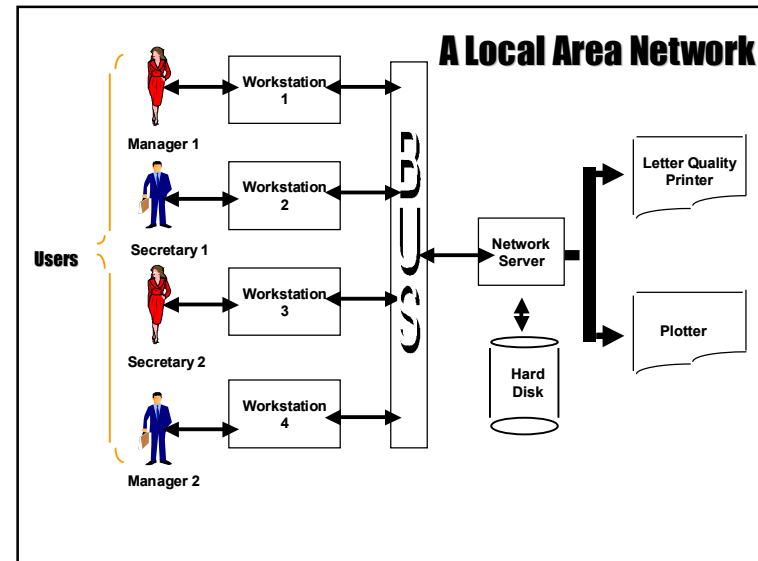 A Local Area Network
Users
Manager 1
Workstation
1
Secretary 1
Workstation
2
Secretary 2
Workstation
3
Manager 2
Workstation
4
BUS
Network
Server
Hard
Disk
Letter Quality
Printer
Plotter